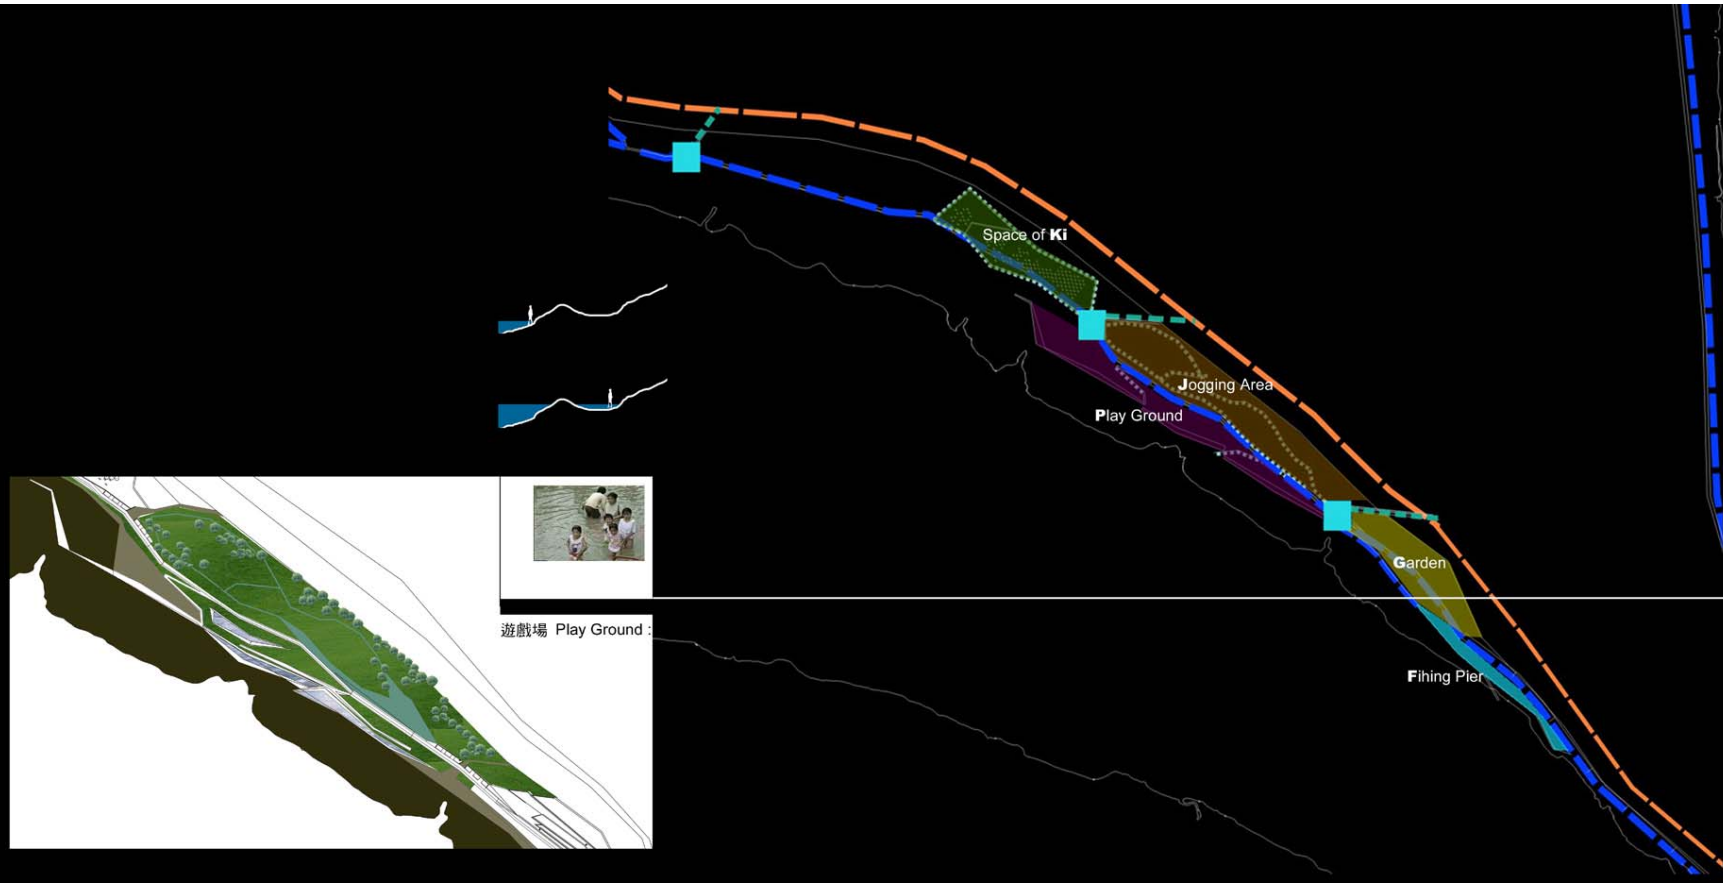 Space of Ki
Jogging Area
Play Ground
Garden
遊戲場 Play Ground :
Fihing Pier